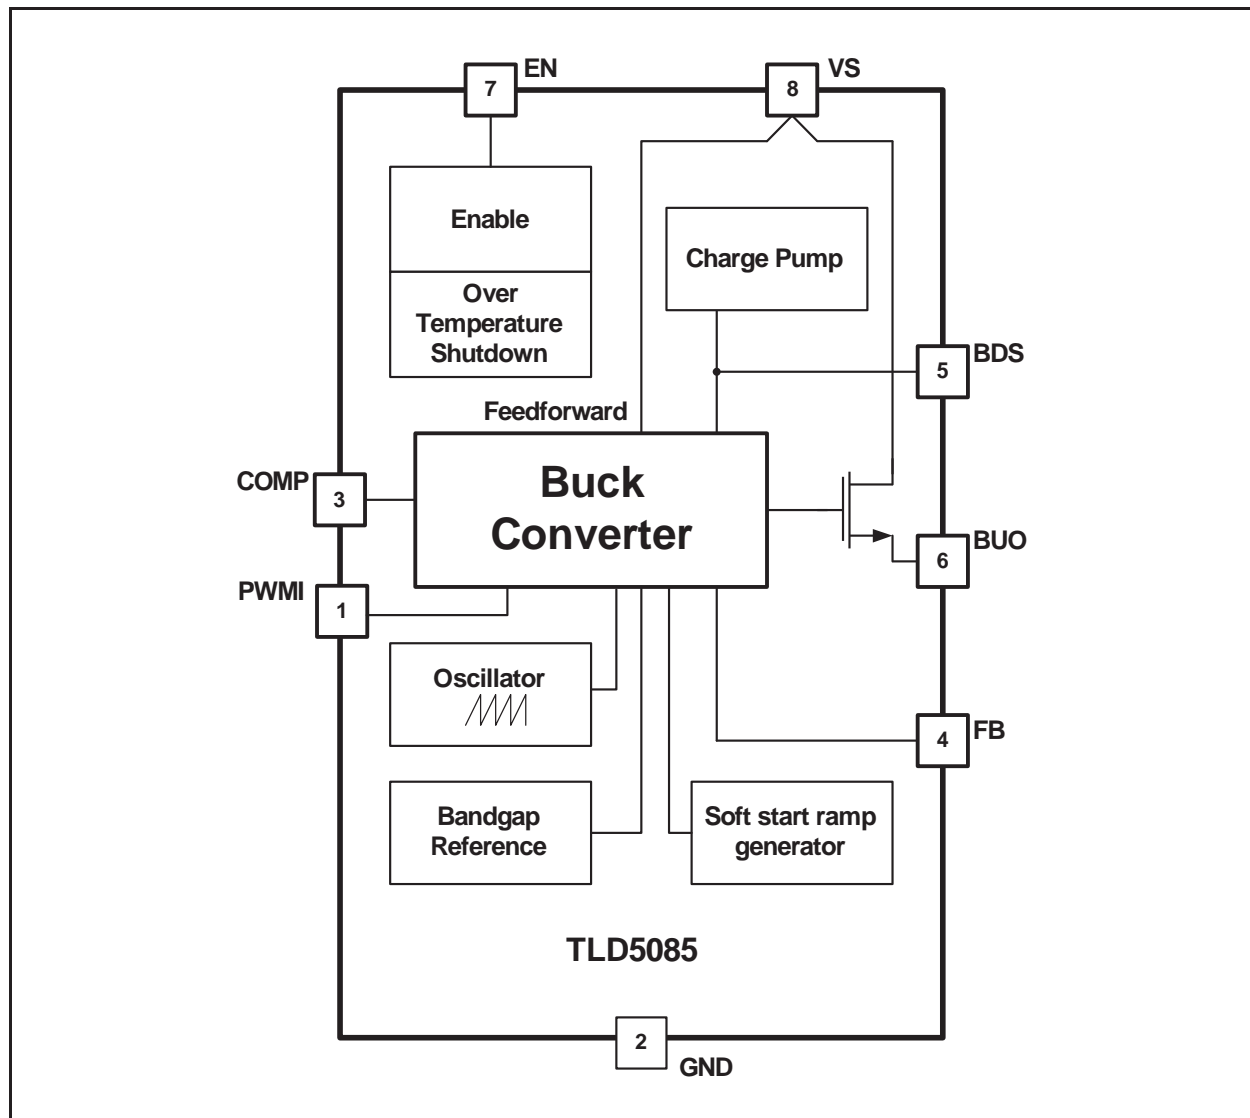 EN
VS
7
8
Enable
Charge Pump
Over
Temperature
Shutdown
BDS
5
Feedforward
COMP
3
Buck
Converter
BUO
6
PWMI
1
Oscillator
FB
4
Bandgap
Reference
Soft start ramp
generator
TLD5085
2
GND